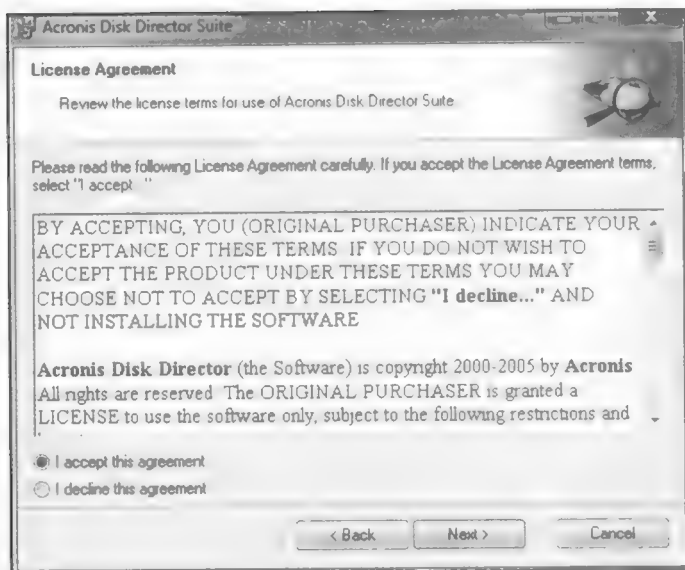 Acronis Disk Director Suite
License Agreement
Review the license terms for use of Acronis Disk Director Suite
Please read the following License Agreement carefully. If you accept the License Agreement terms,
select "I accept "
BY ACCEPTING, YOU (ORIGINAL PURCHASER) INDICATE YOUR
ACCEPTANCE OF THESE TERMS IF YOU DO NOT WISH TO
ACCEPT THE PRODUCT UNDER THESE TERMS YOU MAY
CHOOSE NOT TO ACCEPT BY SELECTING "I decline..." AND
NOT INSTALLING THE SOFTWARE
Acronis Disk Director (the Software) is copyright 2000-2005 by Acronis
All rights are reserved The ORIGINAL PURCHASER is granted a
LICENSE to use the software only, subject to the following restrictions and
I accept this agreement
I decline this agreement
< Back
Next >
Cancel